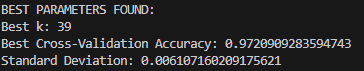 BEST PARAMETERS FOUND:
Best k: 39
Best Cross-Validation Accuracy: 0.9720909283594743
Standard Deviation: 0.006107160209175621